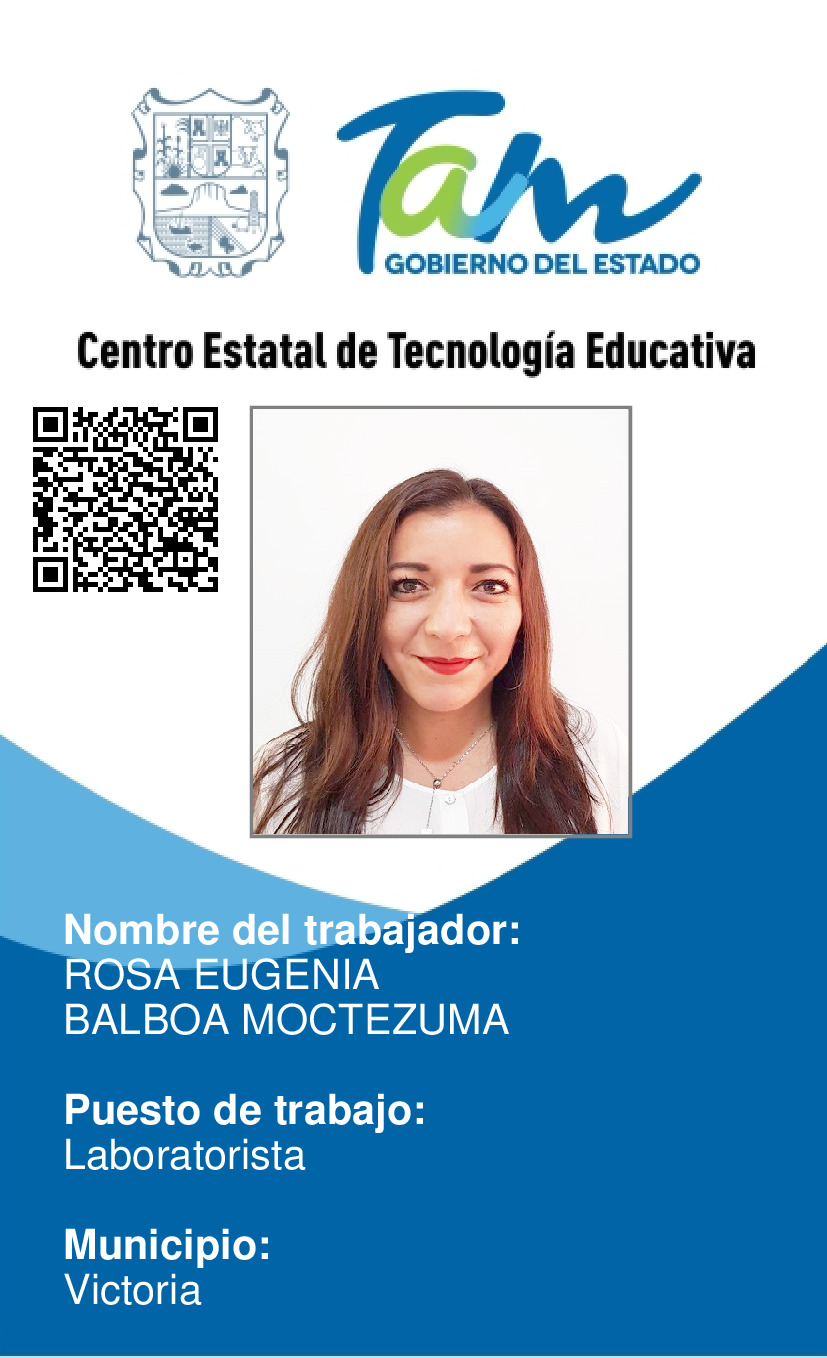 Tam
GOBIERNO DEL ESTADO
Centro Estatal de Tecnología Educativa
Nombre del trabajador:
ROSA EUGENIA
BALBOA MOCTEZUMA
Puesto de trabajo:
Laboratorista
Municipio:
Victoria